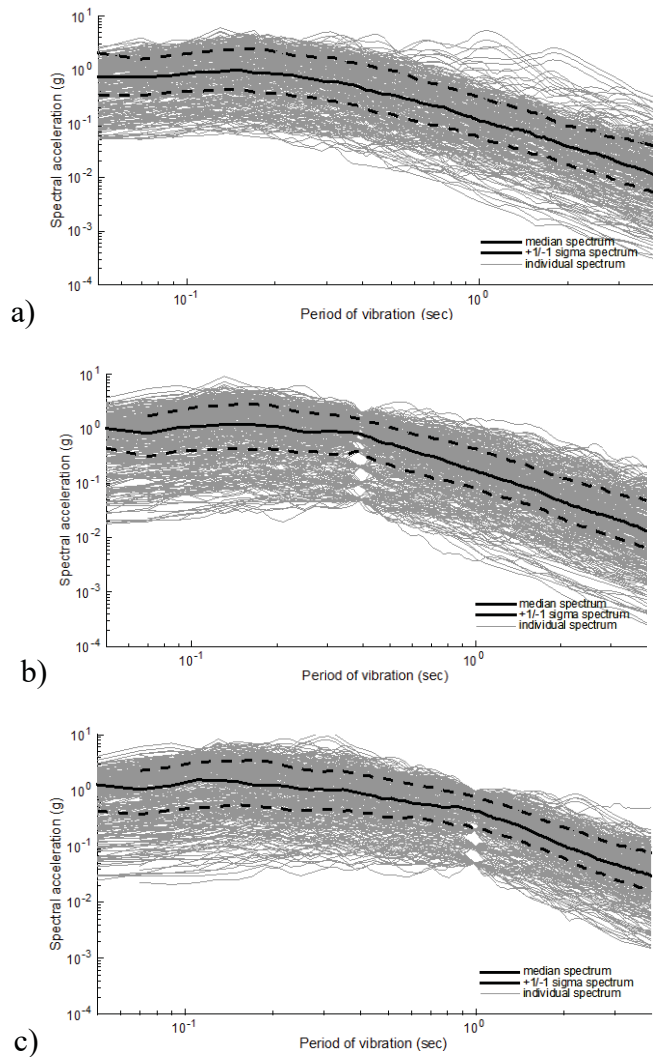 10^1
10^0
10^-1
10^-2
10^-3
10^-4
Spectral acceleration (g)
median spectrum
+1/-1 sigma spectrum
individual spectrum
10^-1
10^0
Period of vibration (sec)
a)
10^1
10^0
10^-1
10^-2
10^-3
10^-4
Spectral acceleration (g)
median spectrum
+1/-1 sigma spectrum
individual spectrum
10^-1
10^0
Period of vibration (sec)
b)
10^1
10^0
10^-1
10^-2
10^-3
10^-4
Spectral acceleration (g)
median spectrum
+1/-1 sigma spectrum
individual spectrum
10^-1
10^0
Period of vibration (sec)
c)